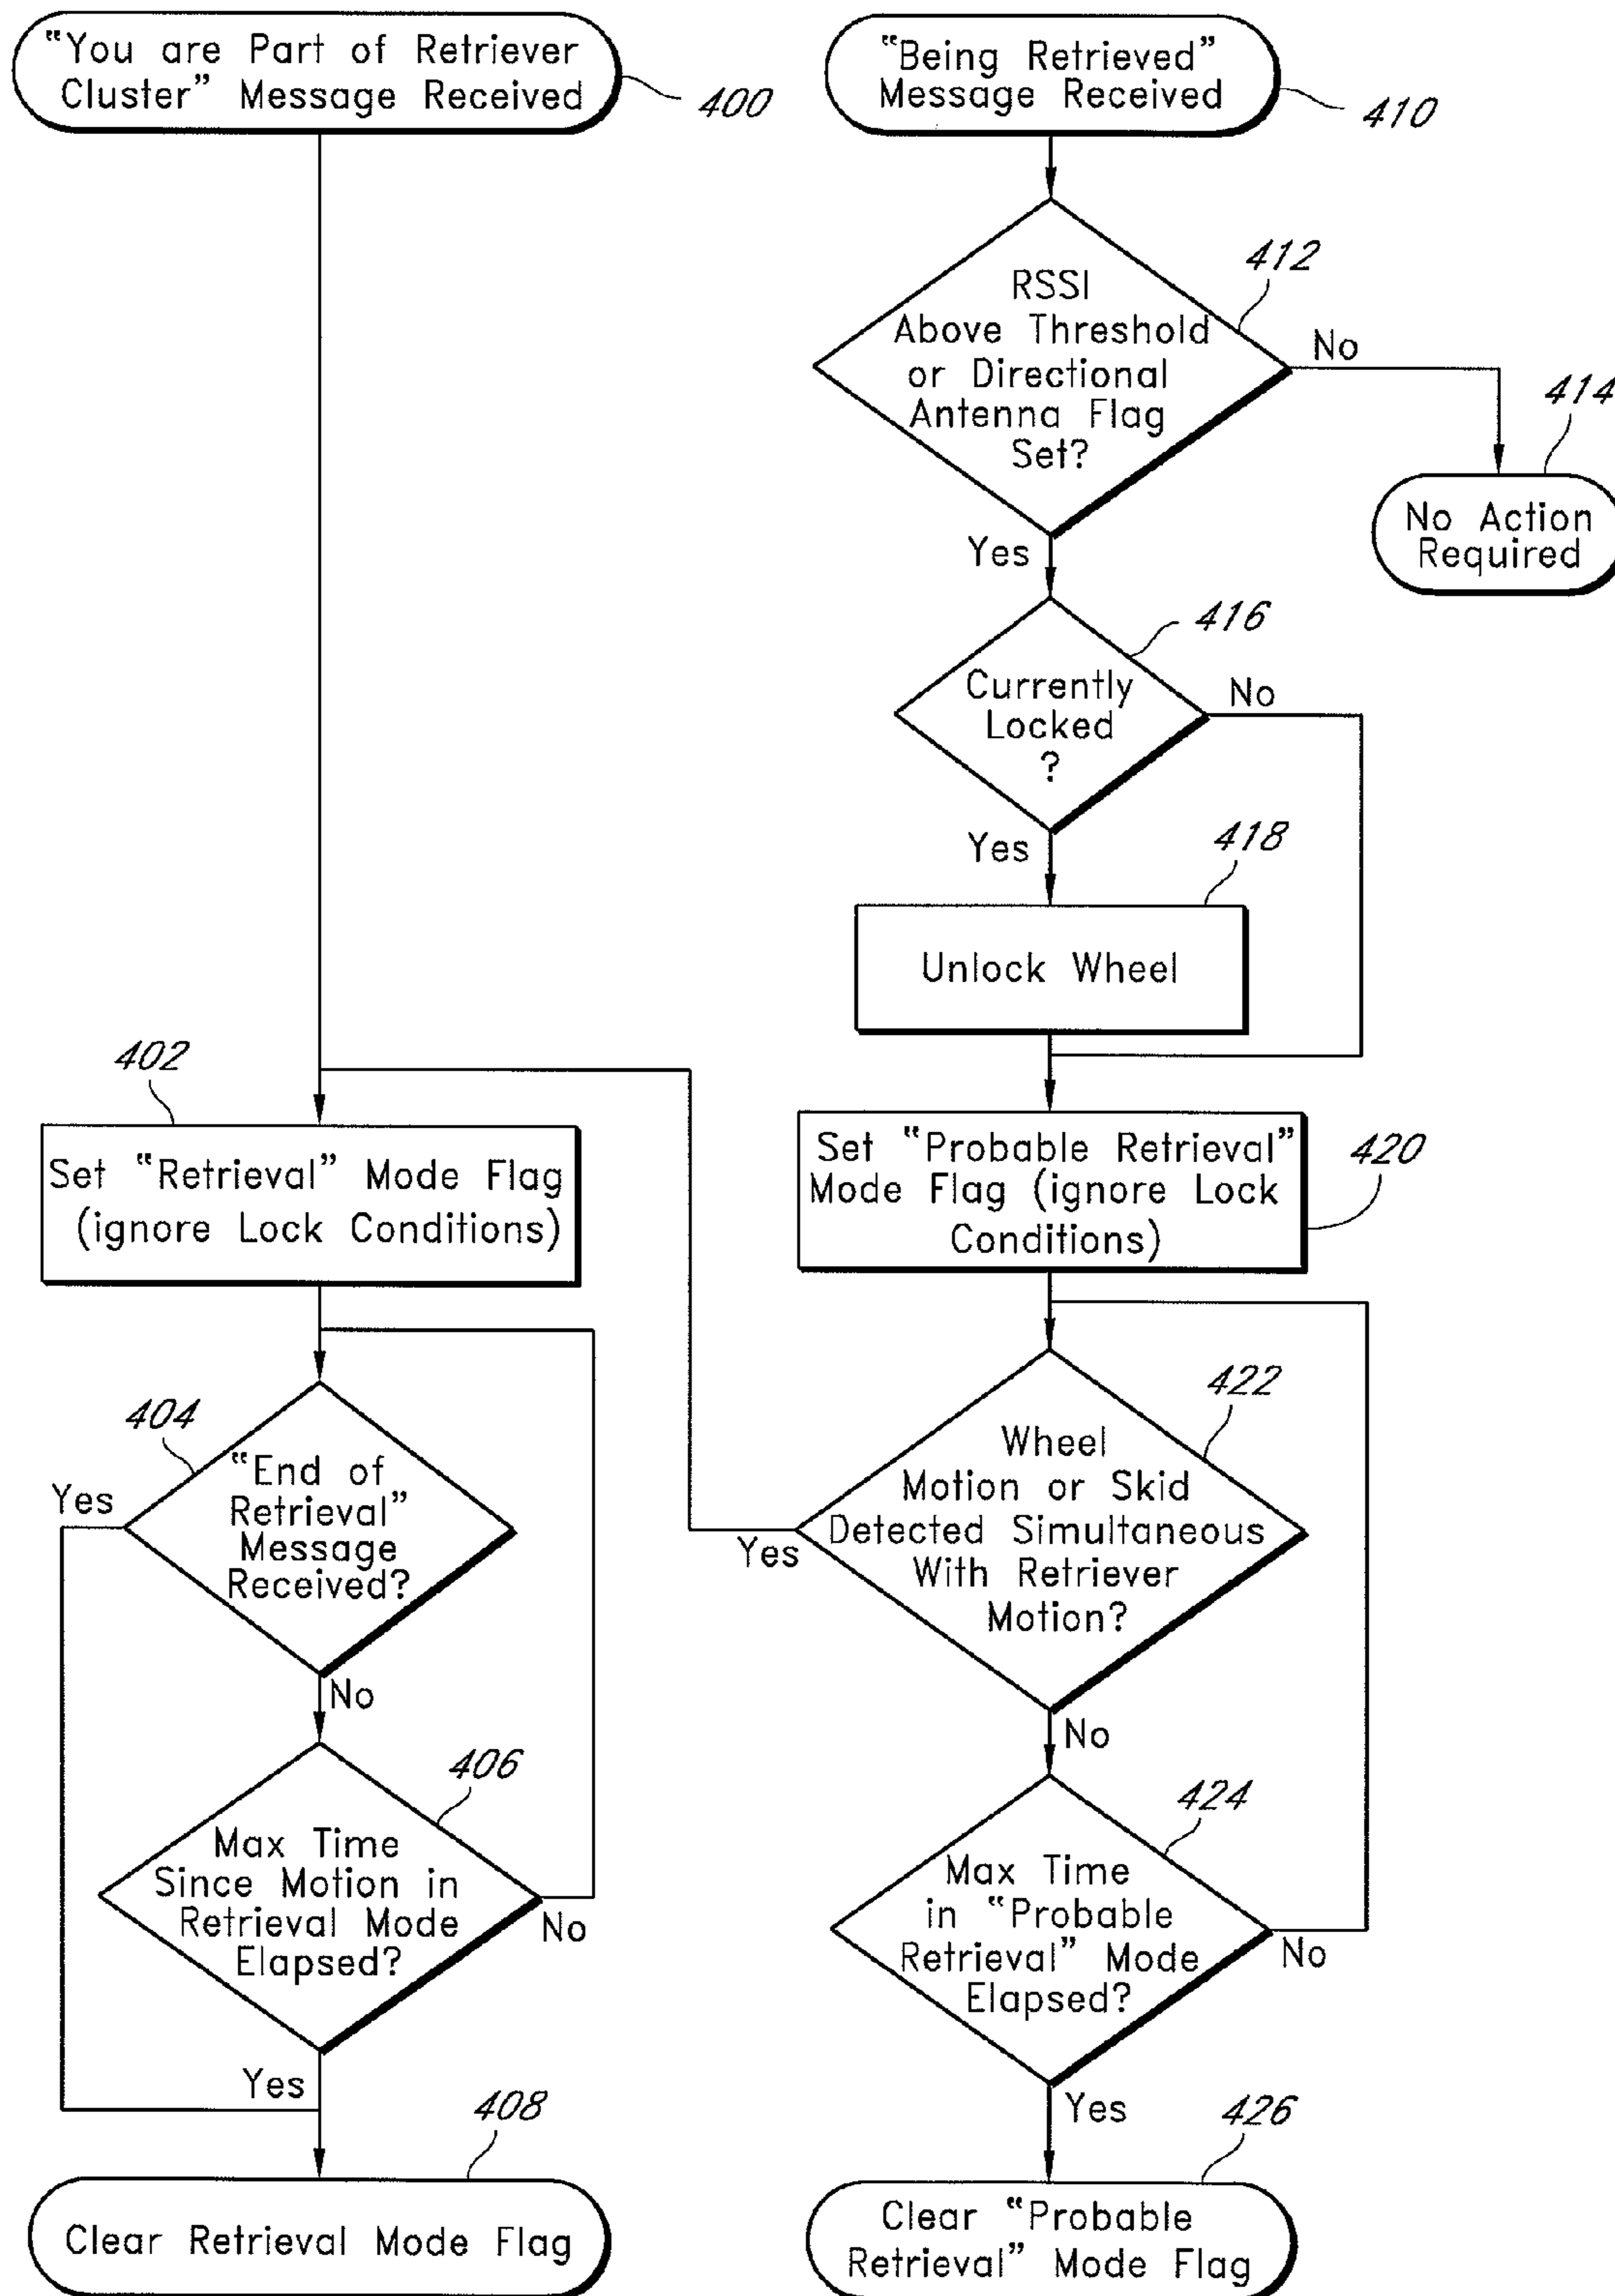 “You are Part of Retriever
Cluster” Message Received
400
“Being Retrieved”
Message Received
410
RSSI
Above Threshold
or Directional
Antenna Flag
Set?
412
No
414
No Action
Required
Yes
416
Currently
Locked
?
No
Yes
418
Unlock Wheel
402
Set “Retrieval” Mode Flag
(ignore Lock Conditions)
Set “Probable Retrieval”
Mode Flag (ignore Lock
Conditions)
420
404
“End of
Retrieval”
Message
Received?
Yes
No
422
Wheel
Motion or Skid
Detected Simultaneous
With Retriever
Motion?
Yes
No
406
Max Time
Since Motion in
Retrieval Mode
Elapsed?
No
Yes
424
Max Time
in “Probable
Retrieval” Mode
Elapsed?
No
Yes
408
Clear Retrieval Mode Flag
426
Clear “Probable
Retrieval” Mode Flag